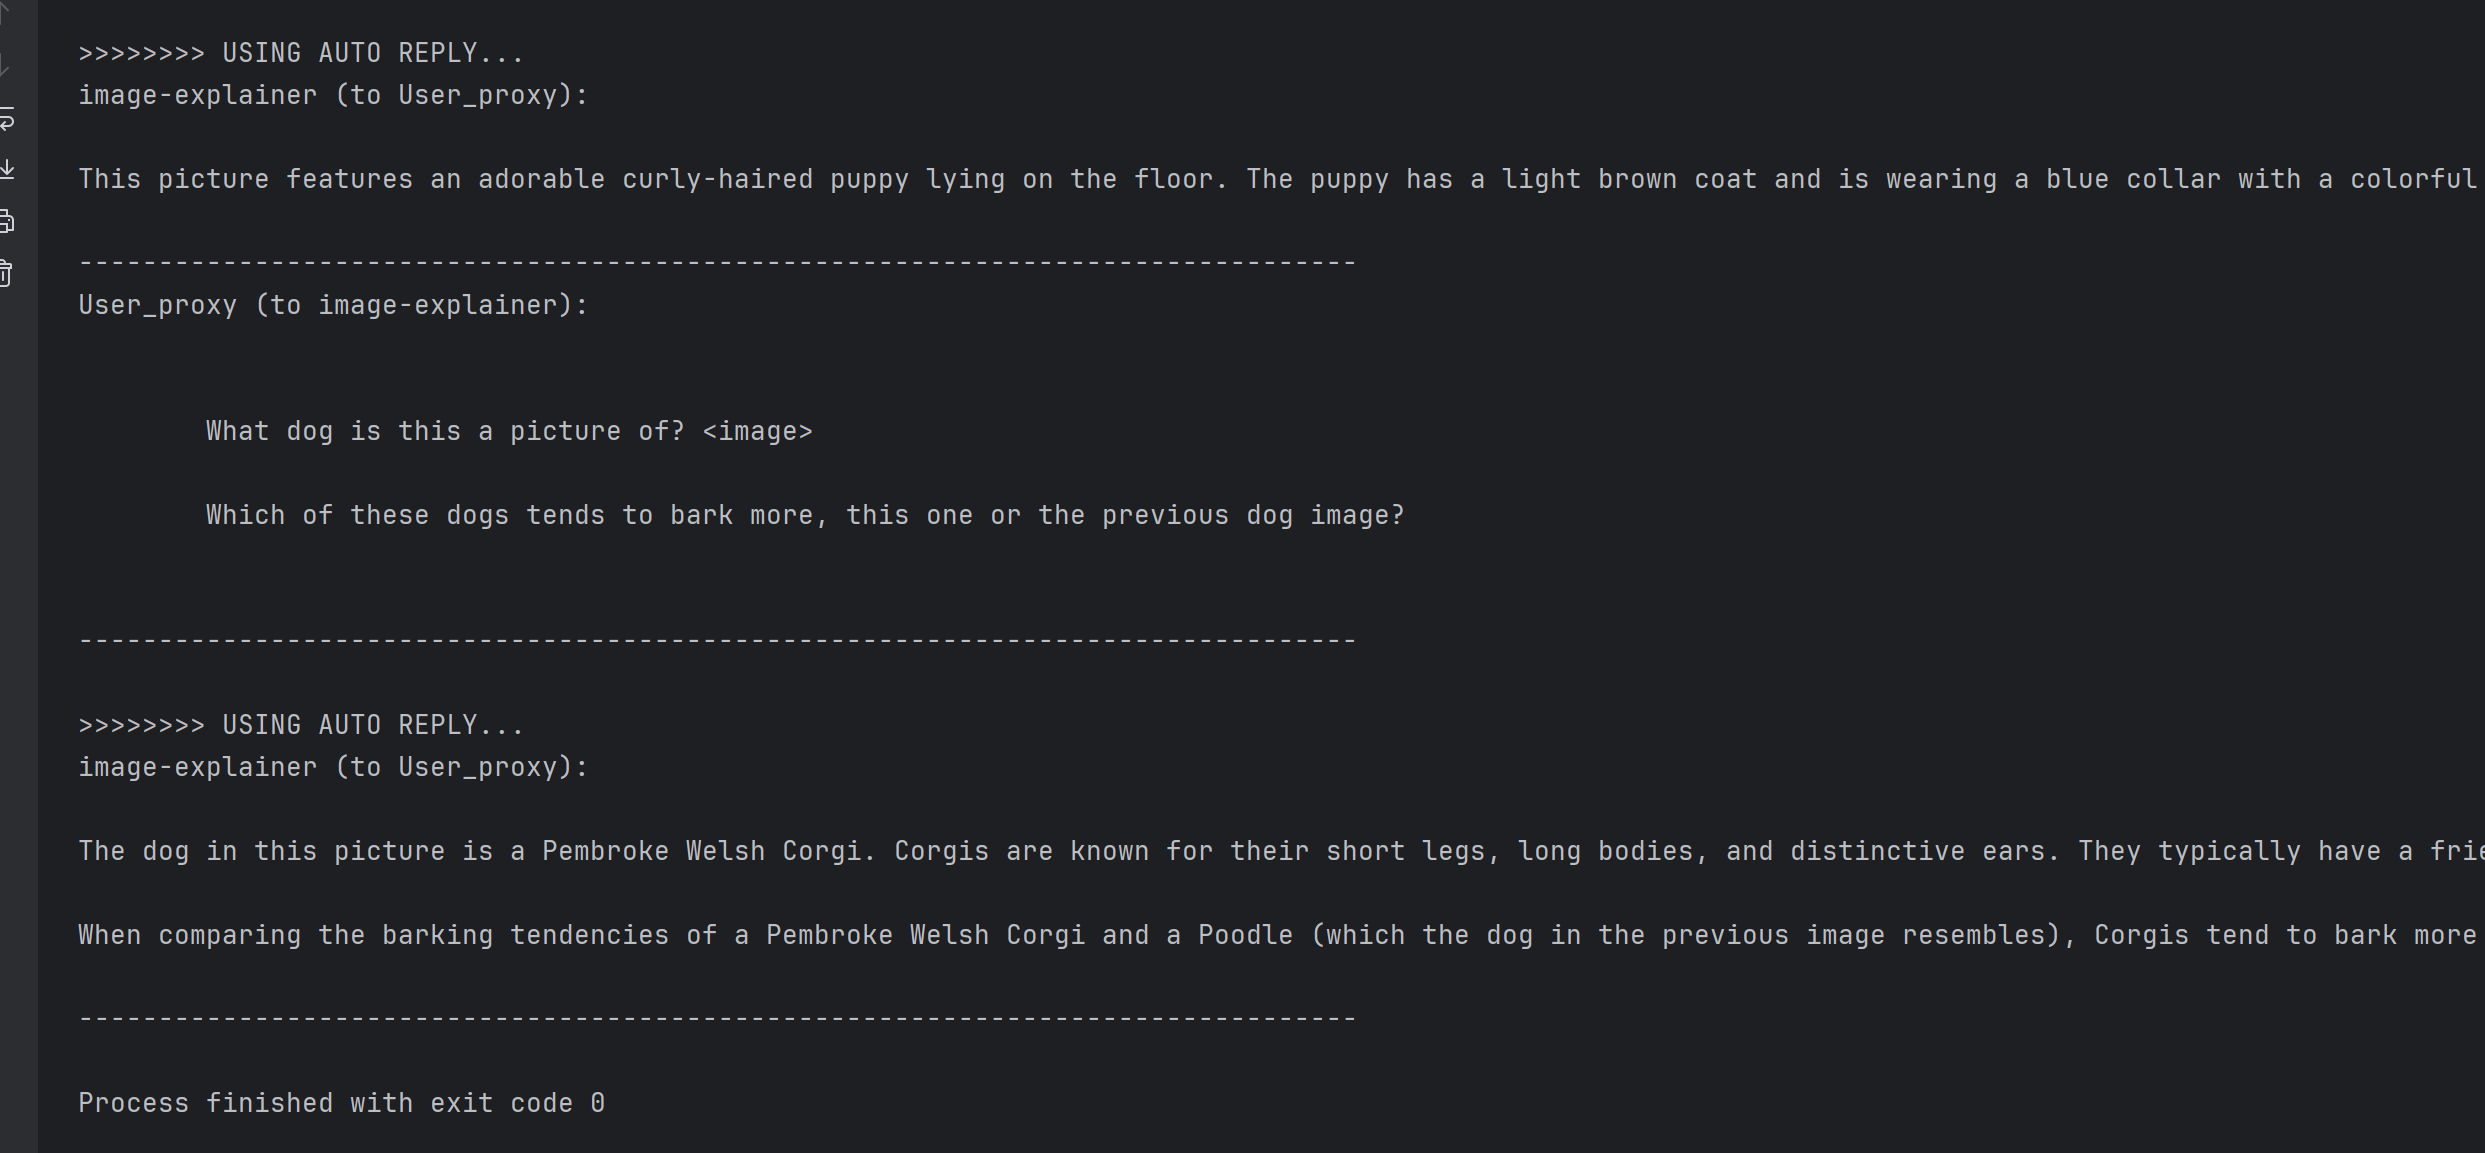 >>>>>>>> USING AUTO REPLY...
image-explainer (to User_proxy):
This picture features an adorable curly-haired puppy lying on the floor. The puppy has a light brown coat and is wearing a blue collar with a colorful
--------------------------------------------------------------------------------
User_proxy (to image-explainer):
What dog is this a picture of? <image>
Which of these dogs tends to bark more, this one or the previous dog image?
--------------------------------------------------------------------------------
>>>>>>>> USING AUTO REPLY...
image-explainer (to User_proxy):
The dog in this picture is a Pembroke Welsh Corgi. Corgis are known for their short legs, long bodies, and distinctive ears. They typically have a frie
When comparing the barking tendencies of a Pembroke Welsh Corgi and a Poodle (which the dog in the previous image resembles), Corgis tend to bark more
--------------------------------------------------------------------------------
Process finished with exit code 0